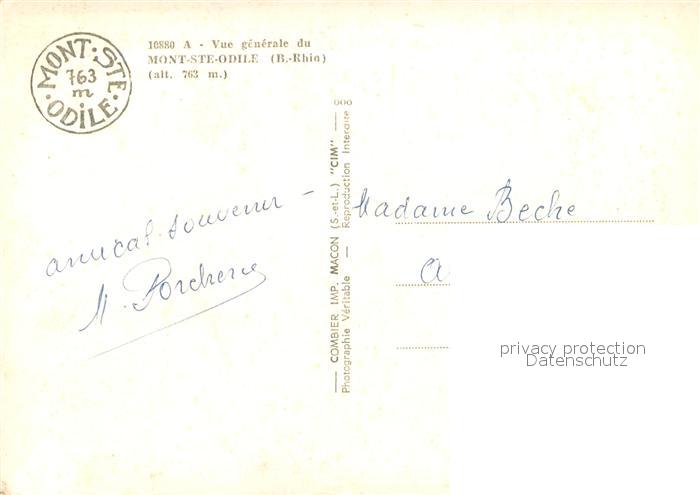 MONT·STE·ODILE·
763
m
10880 A - Vue générale du
MONT-STE-ODILE (B.-Rhin)
(alt. 763 m.)
amical souvenir -
— COMBIER IMP. MACON (S.-et-L.) "CIM" —
Photographie Véritable — Reproduction Interdite
Madame Beche
a
privacy protection
Datenschutz